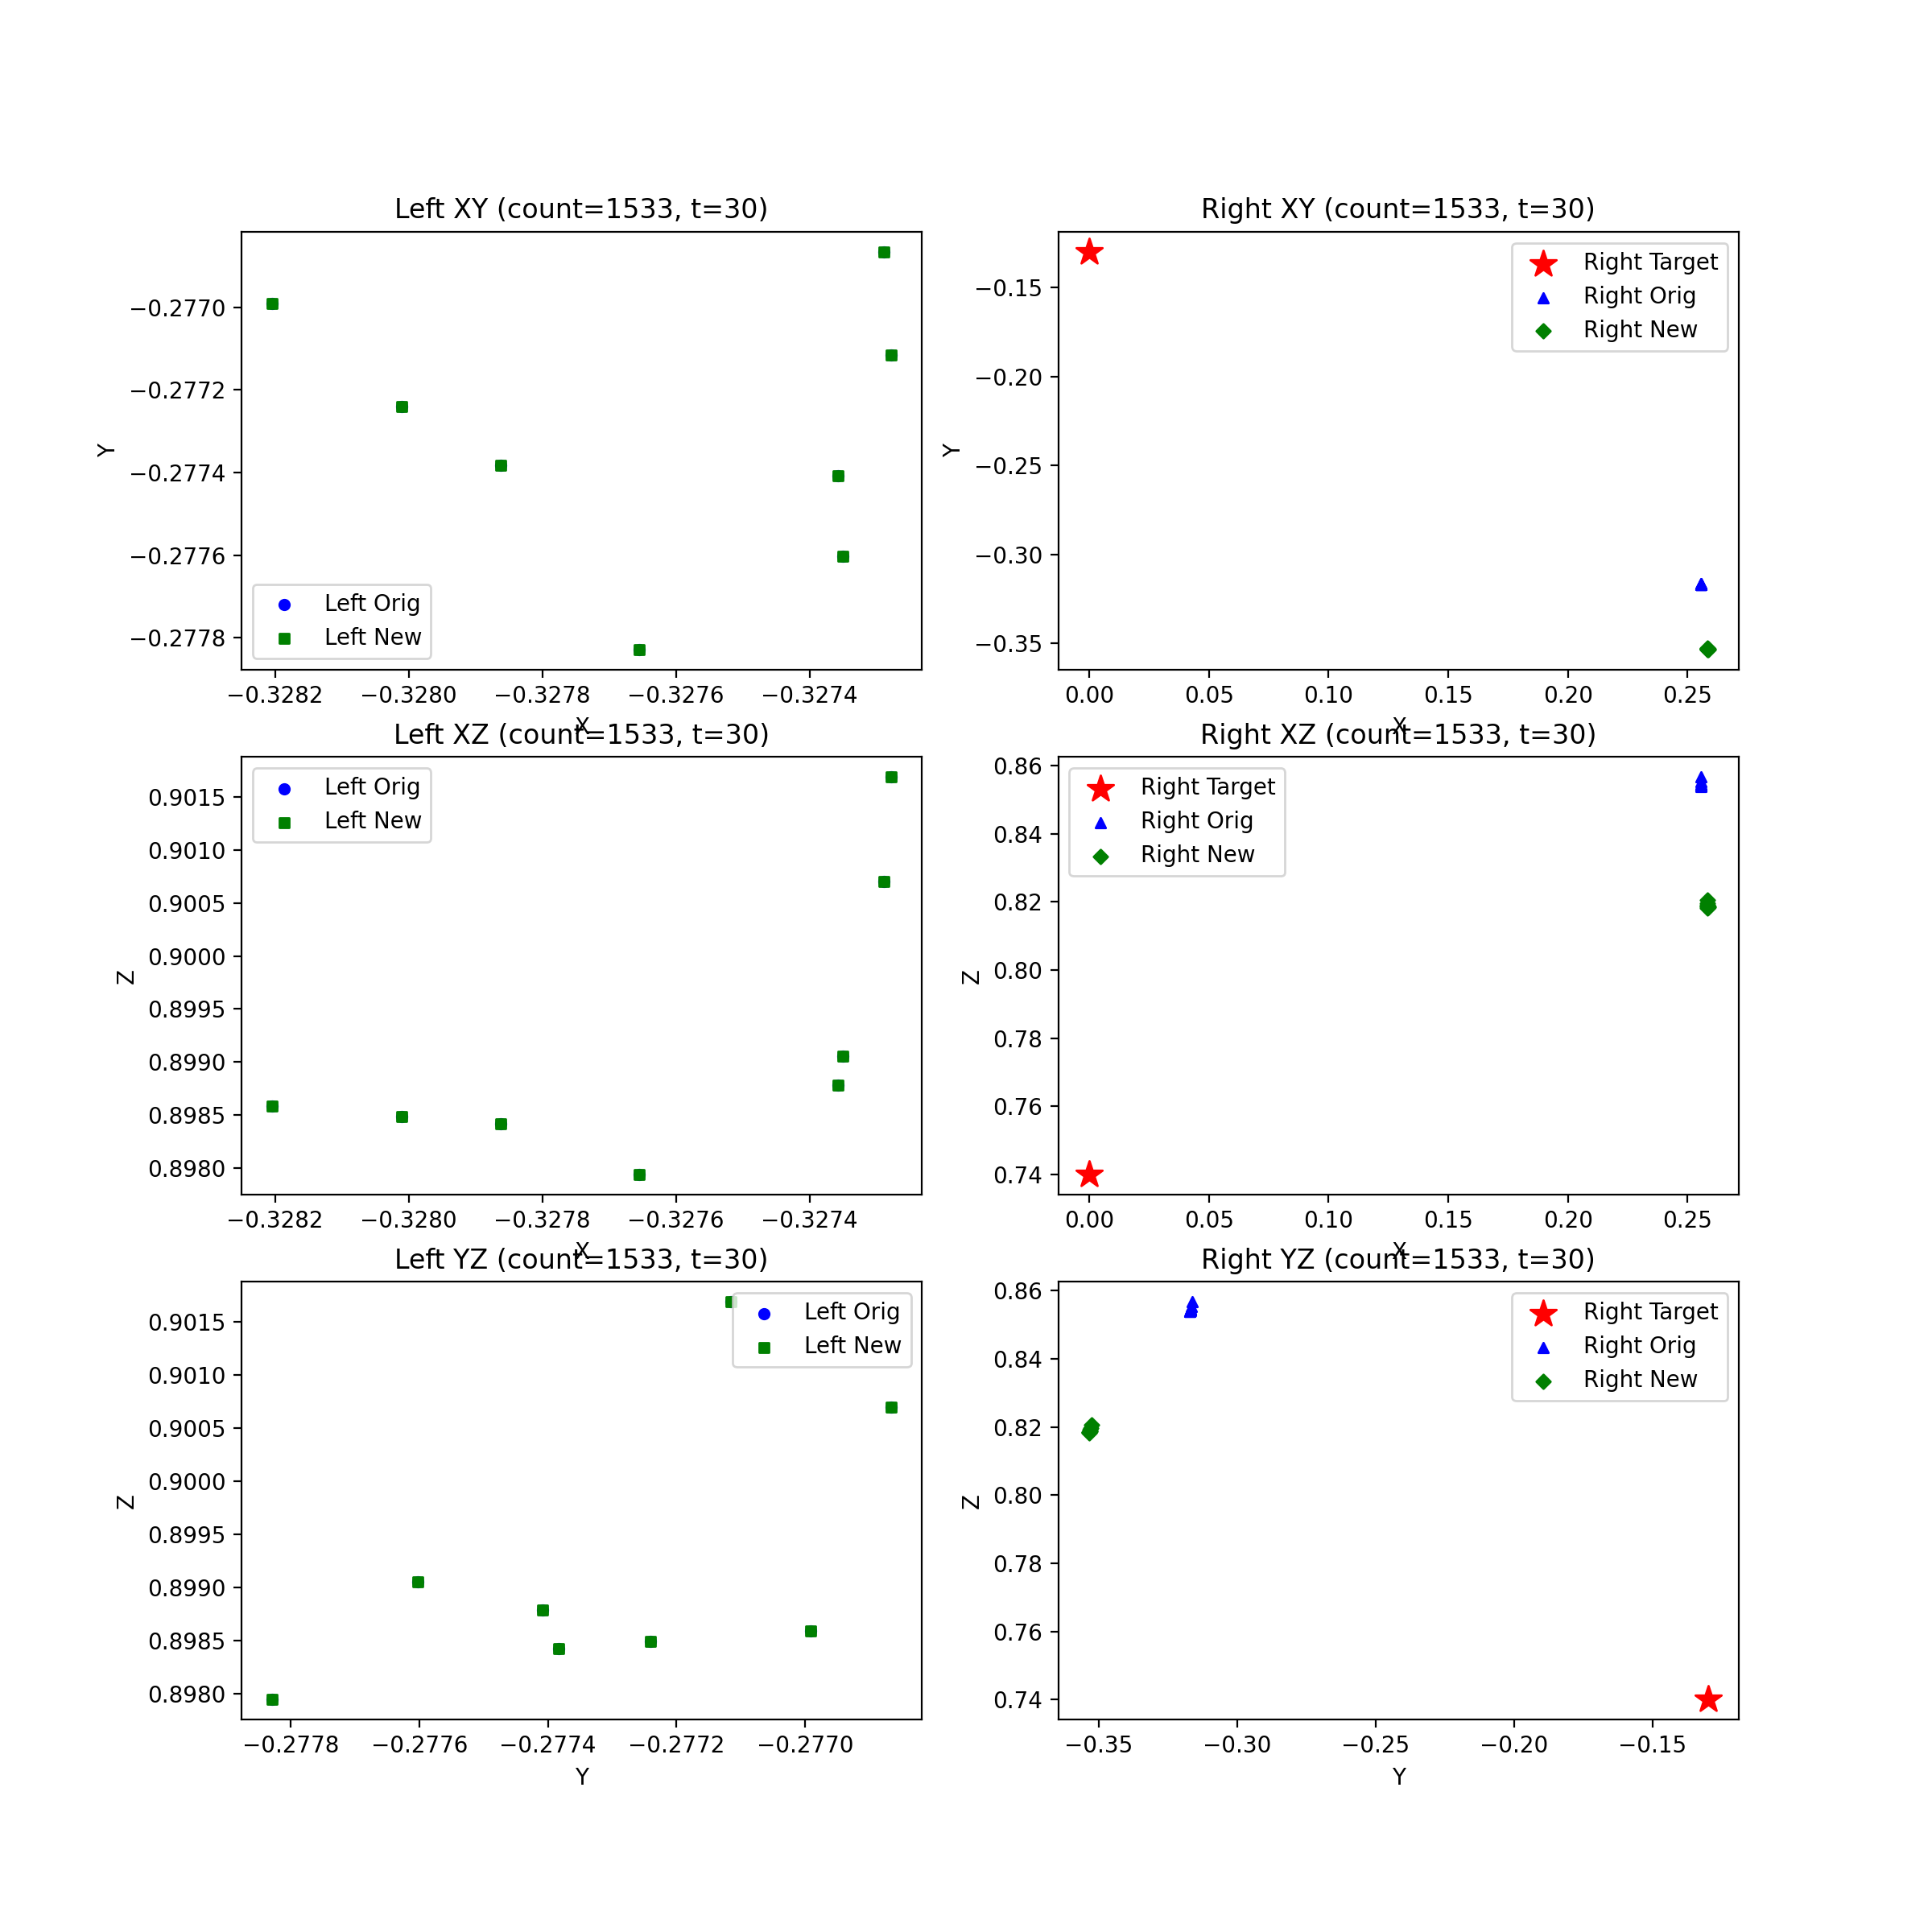 Left XY (count=1533, t=30)
−0.2770
−0.2772
−0.2774
−0.2776
−0.2778
Y
Left Orig
Left New
−0.3282 −0.3280 −0.3278 −0.3276 −0.3274
X
Right XY (count=1533, t=30)
−0.15
−0.20
−0.25
−0.30
−0.35
Y
Right Target
Right Orig
Right New
0.00 0.05 0.10 0.15 0.20 0.25
X
Left XZ (count=1533, t=30)
0.9015
0.9010
0.9005
0.9000
0.8995
0.8990
0.8985
0.8980
Z
Left Orig
Left New
−0.3282 −0.3280 −0.3278 −0.3276 −0.3274
X
Right XZ (count=1533, t=30)
0.86
0.84
0.82
0.80
0.78
0.76
0.74
Z
Right Target
Right Orig
Right New
0.00 0.05 0.10 0.15 0.20 0.25
X
Left YZ (count=1533, t=30)
0.9015
0.9010
0.9005
0.9000
0.8995
0.8990
0.8985
0.8980
Z
Left Orig
Left New
−0.2778 −0.2776 −0.2774 −0.2772 −0.2770
Y
Right YZ (count=1533, t=30)
0.86
0.84
0.82
0.80
0.78
0.76
0.74
Z
Right Target
Right Orig
Right New
−0.35 −0.30 −0.25 −0.20 −0.15
Y